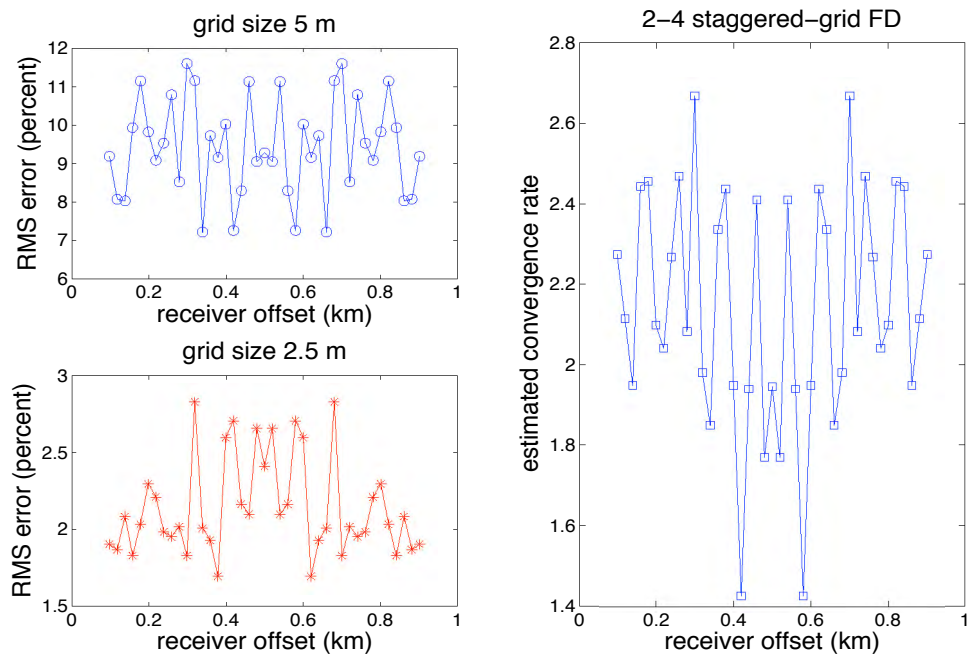 grid size 5 m
12
11
10
9
8
7
6
RMS error (percent)
0 0.2 0.4 0.6 0.8 1
receiver offset (km)
grid size 2.5 m
3
2.5
2
1.5
RMS error (percent)
0 0.2 0.4 0.6 0.8 1
receiver offset (km)
2−4 staggered−grid FD
2.8
2.6
2.4
2.2
2
1.8
1.6
1.4
estimated convergence rate
0 0.2 0.4 0.6 0.8 1
receiver offset (km)